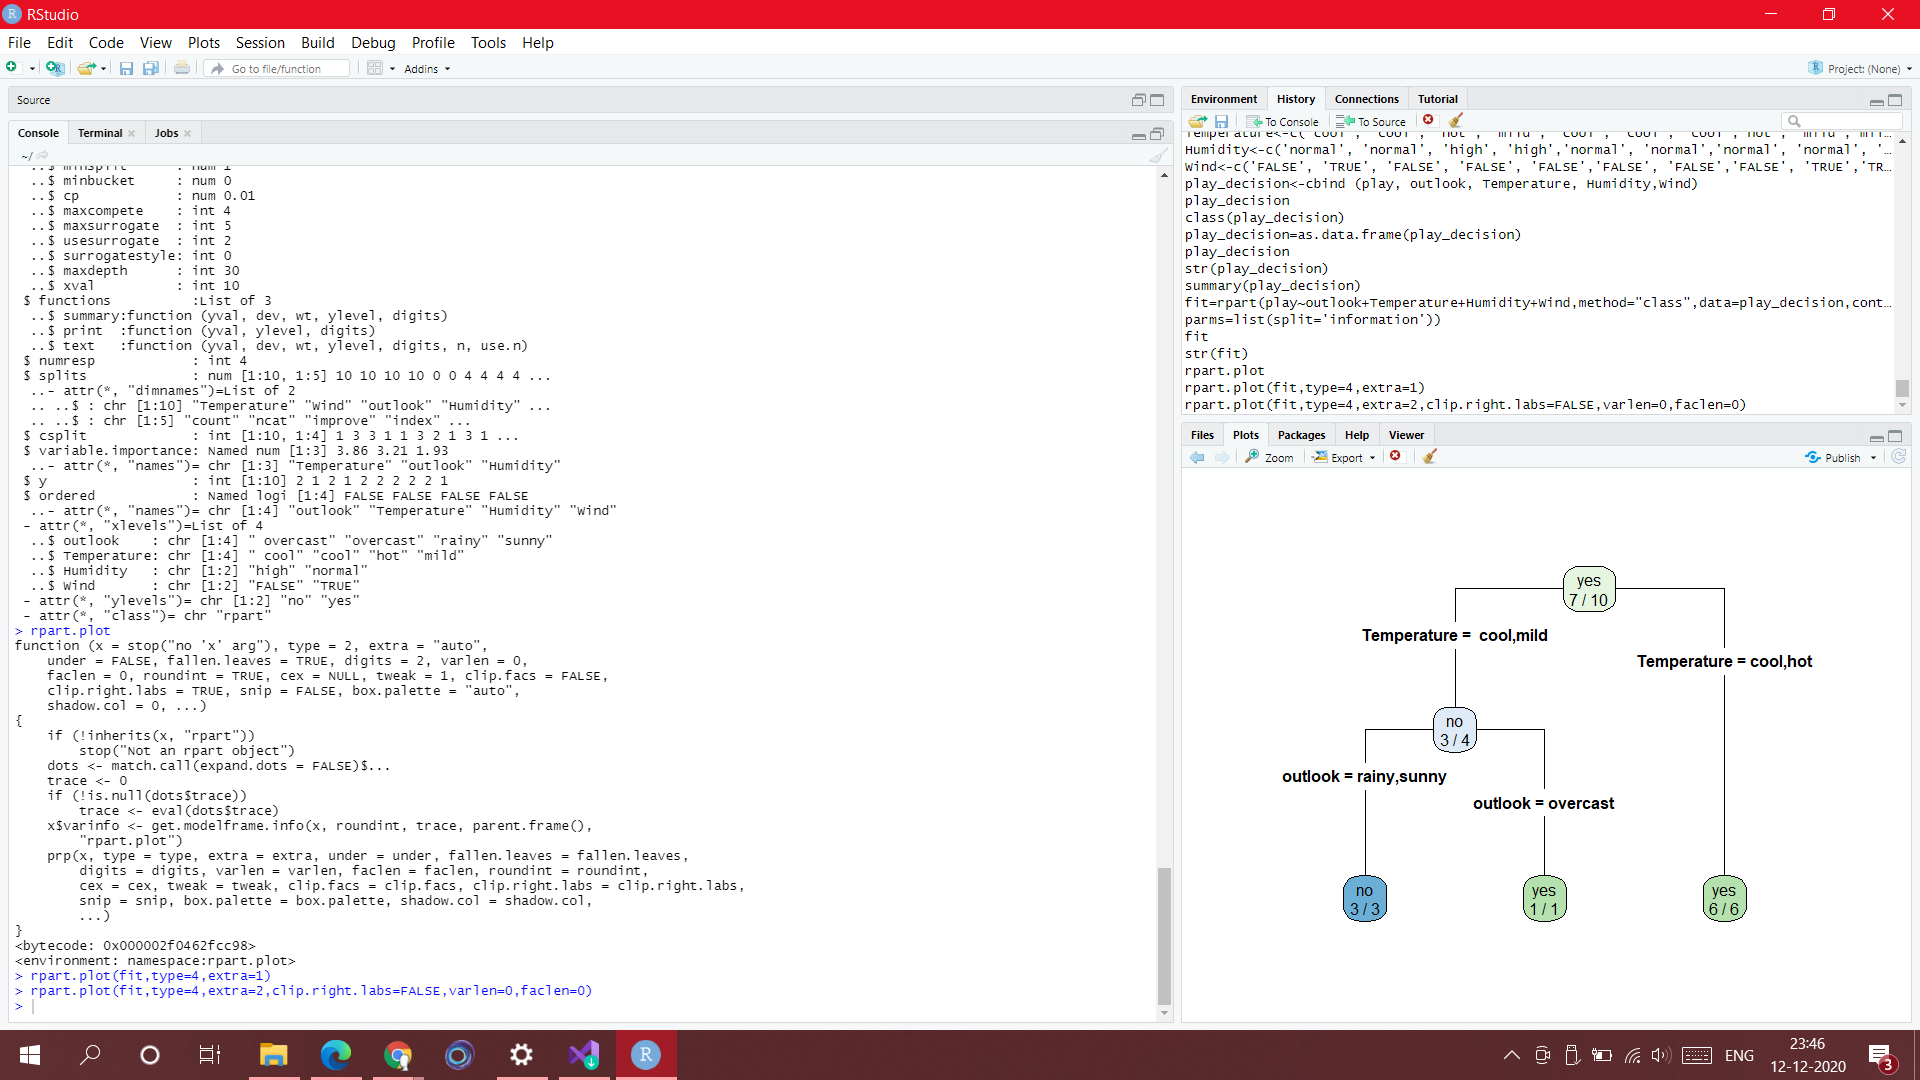 RStudio
File Edit Code View Plots Session Build Debug Profile Tools Help
Go to file/function Addins Project: (None)
Source
Console Terminal Jobs
~/
..$ minsplit : num 1
..$ minbucket : num 0
..$ cp : num 0.01
..$ maxcompete : int 4
..$ maxsurrogate : int 5
..$ usesurrogate : int 2
..$ surrogatestyle: int 0
..$ maxdepth : int 30
..$ xval : int 10
$ functions :List of 3
..$ summary:function (yval, dev, wt, ylevel, digits)
..$ print :function (yval, ylevel, digits)
..$ text :function (yval, dev, wt, ylevel, digits, n, use.n)
$ numresp : int 4
$ splits : num [1:10, 1:5] 10 10 10 10 0 0 4 4 4 4 ...
..- attr(*, "dimnames")=List of 2
.. ..$ : chr [1:10] "Temperature" "Wind" "outlook" "Humidity" ...
.. ..$ : chr [1:5] "count" "ncat" "improve" "index" ...
$ csplit : int [1:10, 1:4] 1 3 3 1 1 3 2 1 3 1 ...
$ variable.importance: Named num [1:3] 3.86 3.21 1.93
..- attr(*, "names")= chr [1:3] "Temperature" "outlook" "Humidity"
$ y : int [1:10] 2 1 2 1 2 2 2 2 2 1
$ ordered : Named logi [1:4] FALSE FALSE FALSE FALSE
..- attr(*, "names")= chr [1:4] "outlook" "Temperature" "Humidity" "Wind"
- attr(*, "xlevels")=List of 4
..$ outlook : chr [1:4] " overcast" "overcast" "rainy" "sunny"
..$ Temperature: chr [1:4] " cool" "cool" "hot" "mild"
..$ Humidity : chr [1:2] "high" "normal"
..$ Wind : chr [1:2] "FALSE" "TRUE"
- attr(*, "ylevels")= chr [1:2] "no" "yes"
- attr(*, "class")= chr "rpart"
> rpart.plot
function (x = stop("no 'x' arg"), type = 2, extra = "auto",
under = FALSE, fallen.leaves = TRUE, digits = 2, varlen = 0,
faclen = 0, roundint = TRUE, cex = NULL, tweak = 1, clip.facs = FALSE,
clip.right.labs = TRUE, snip = FALSE, box.palette = "auto",
shadow.col = 0, ...)
{
if (!inherits(x, "rpart"))
stop("Not an rpart object")
dots <- match.call(expand.dots = FALSE)$...
trace <- 0
if (!is.null(dots$trace))
trace <- eval(dots$trace)
x$varinfo <- get.modelframe.info(x, roundint, trace, parent.frame(),
"rpart.plot")
prp(x, type = type, extra = extra, under = under, fallen.leaves = fallen.leaves,
digits = digits, varlen = varlen, faclen = faclen, roundint = roundint,
cex = cex, tweak = tweak, clip.facs = clip.facs, clip.right.labs = clip.right.labs,
snip = snip, box.palette = box.palette, shadow.col = shadow.col,
...)
}
<bytecode: 0x000002f0462fcc98>
<environment: namespace:rpart.plot>
> rpart.plot(fit,type=4,extra=1)
> rpart.plot(fit,type=4,extra=2,clip.right.labs=FALSE,varlen=0,faclen=0)
>
Environment History Connections Tutorial
To Console To Source
Temperature<-c('cool', 'cool', 'hot', 'mild', 'cool', 'cool', 'cool','hot', 'mild','mil...
Humidity<-c('normal', 'normal', 'high', 'high','normal', 'normal','normal', 'normal', '...
Wind<-c('FALSE', 'TRUE', 'FALSE', 'FALSE', 'FALSE','FALSE', 'FALSE','FALSE', 'TRUE','TR...
play_decision<-cbind (play, outlook, Temperature, Humidity,Wind)
play_decision
class(play_decision)
play_decision=as.data.frame(play_decision)
play_decision
str(play_decision)
summary(play_decision)
fit=rpart(play~outlook+Temperature+Humidity+Wind,method="class",data=play_decision,cont...
parms=list(split='information'))
fit
str(fit)
rpart.plot
rpart.plot(fit,type=4,extra=1)
rpart.plot(fit,type=4,extra=2,clip.right.labs=FALSE,varlen=0,faclen=0)
Files Plots Packages Help Viewer
Zoom Export Publish
yes
7 / 10
Temperature = cool,mild
Temperature = cool,hot
no
3 / 4
outlook = rainy,sunny
outlook = overcast
no
3 / 3
yes
1 / 1
yes
6 / 6
ENG
23:46
12-12-2020
3